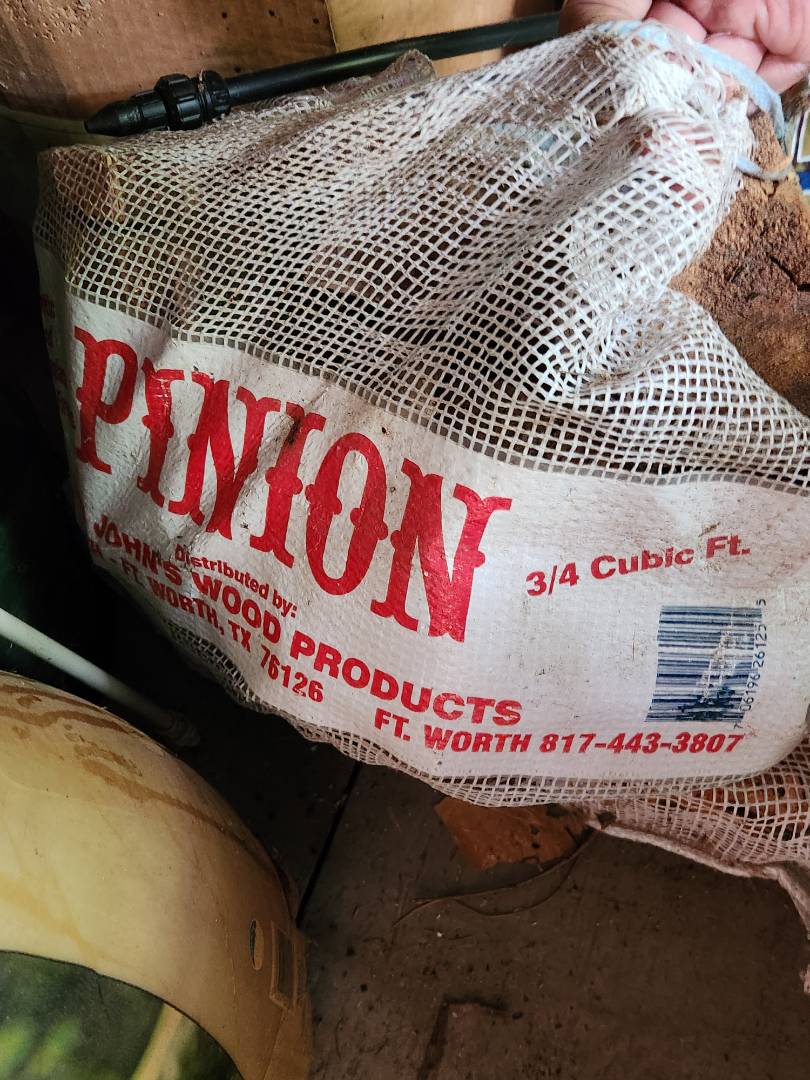 PINION
3/4 Cubic Ft.
Distributed by:
JOHN'S WOOD PRODUCTS
- FT. WORTH, TX 76126
FT. WORTH 817-443-3807